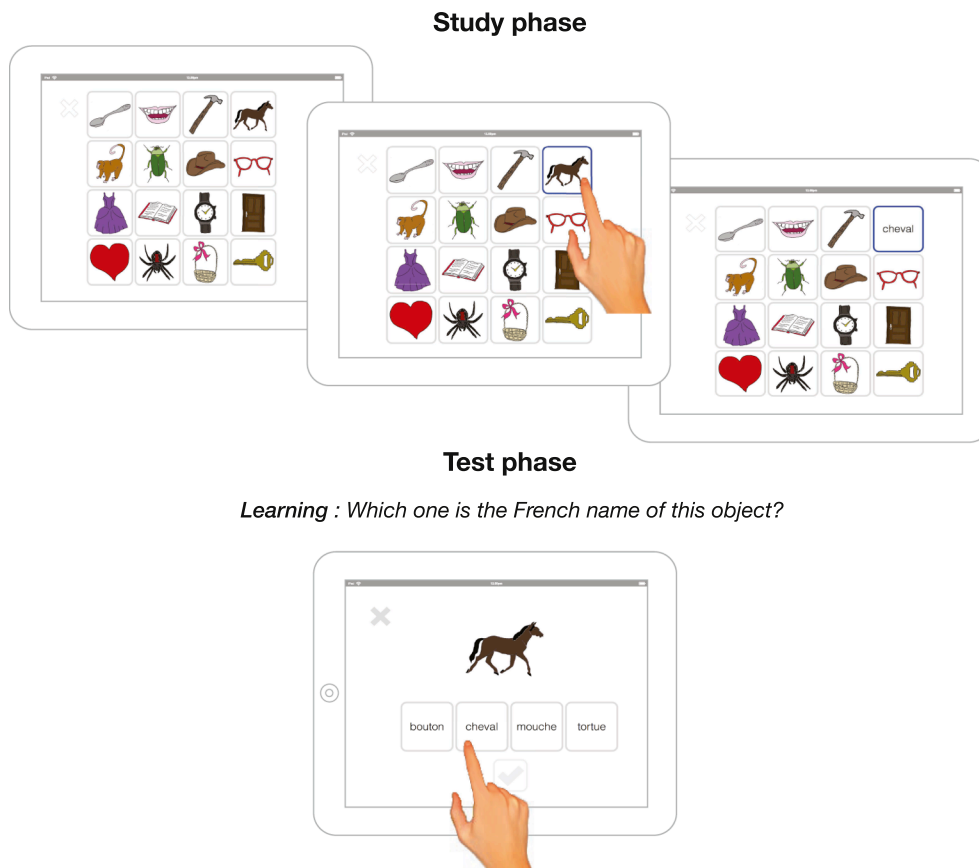 Study phase
cheval
Test phase
Learning : Which one is the French name of this object?
bouton cheval mouche tortue